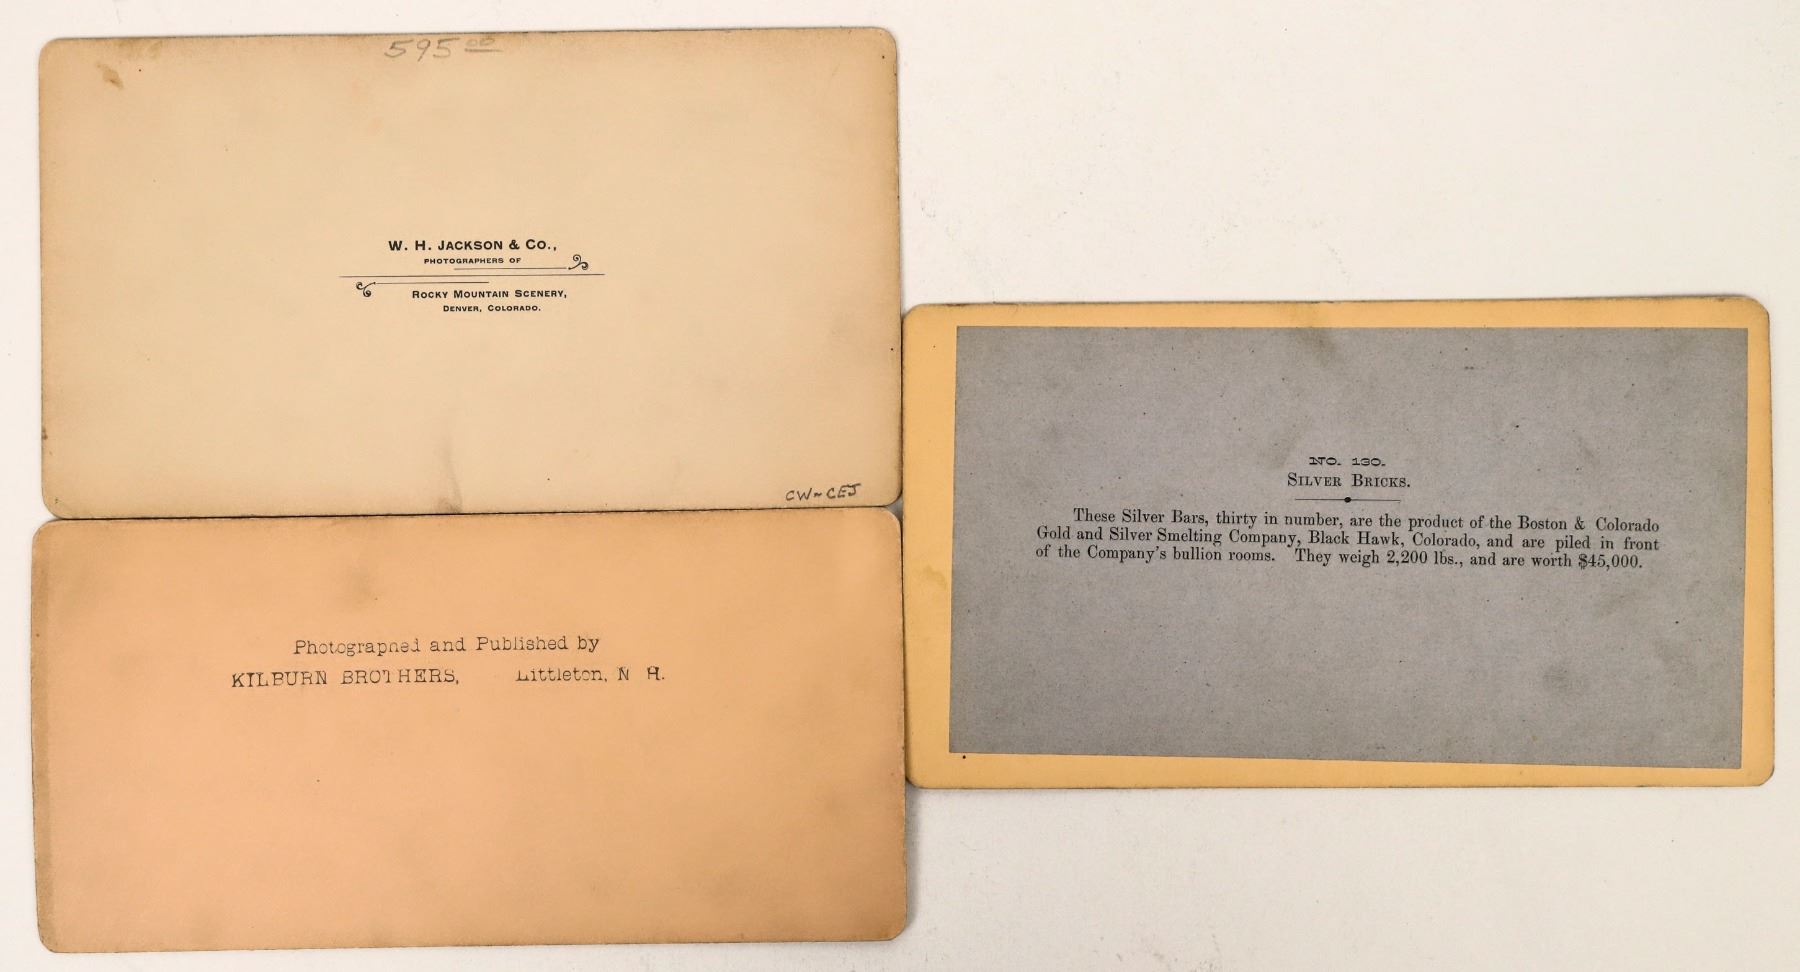 595 00
W. H. JACKSON & CO.,
PHOTOGRAPHERS OF
ROCKY MOUNTAIN SCENERY,
DENVER, COLORADO.
CW~CEJ
Photographed and Published by
KILBURN BROTHERS, Littleton, N H.
NO. 130.
SILVER BRICKS.
These Silver Bars, thirty in number, are the product of the Boston & Colorado
Gold and Silver Smelting Company, Black Hawk, Colorado, and are piled in front
of the Company's bullion rooms. They weigh 2,200 lbs., and are worth $45,000.